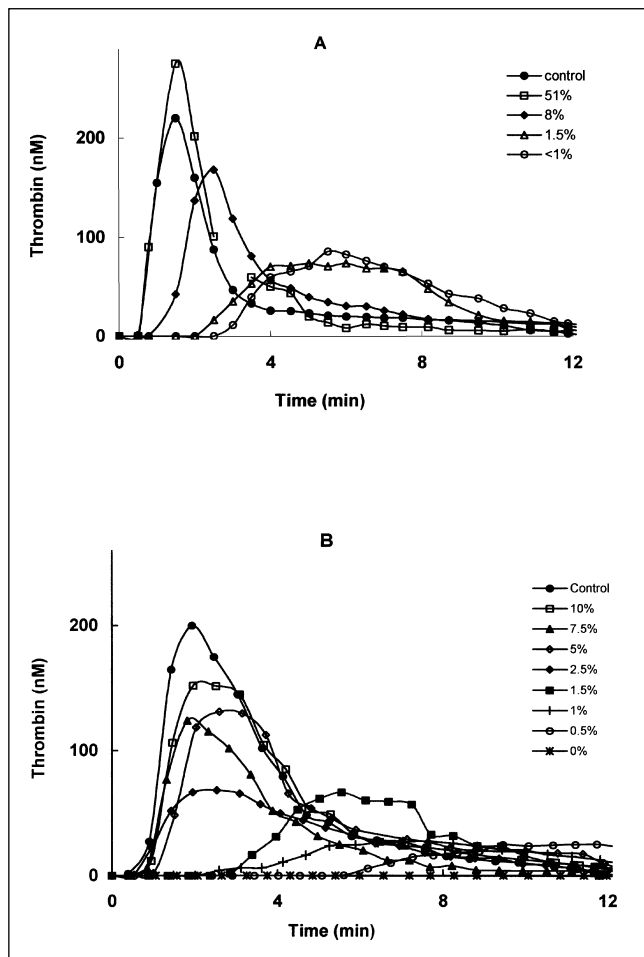 A
control
51%
8%
1.5%
<1%
Thrombin (nM)
200
100
0
0 4 8 12
Time (min)
B
Control
10%
7.5%
5%
2.5%
1.5%
1%
0.5%
0%
Thrombin (nM)
200
100
0
0 4 8 12
Time (min)